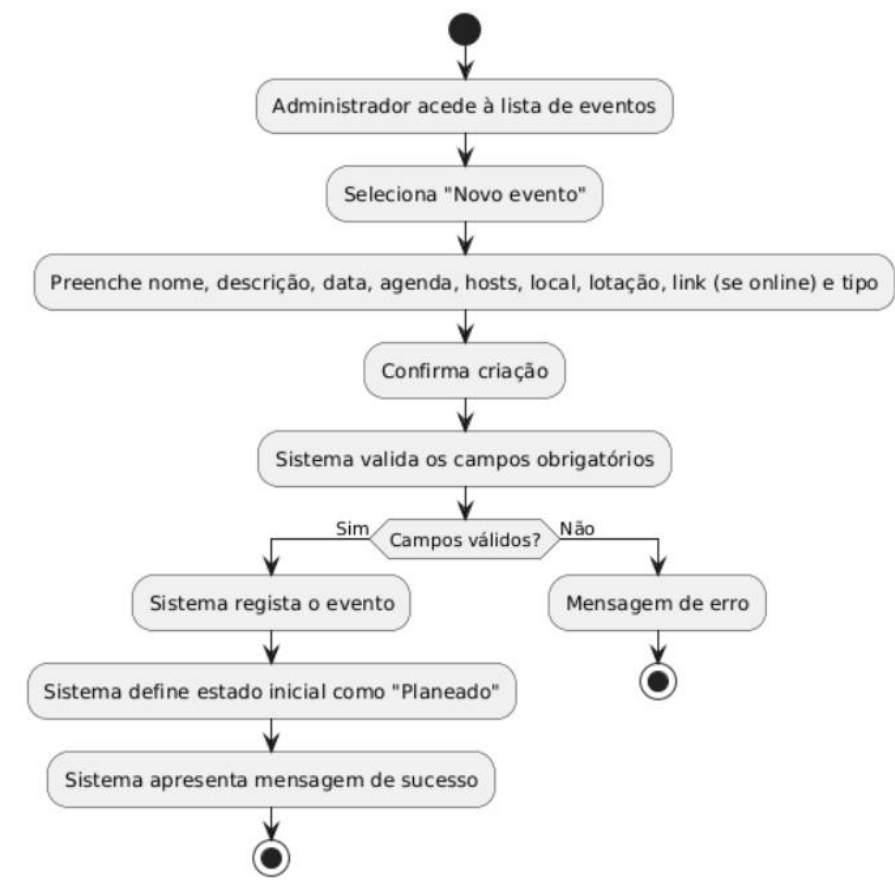 Administrador acede à lista de eventos
Seleciona "Novo evento"
Preenche nome, descrição, data, agenda, hosts, local, lotação, link (se online) e tipo
Confirma criação
Sistema valida os campos obrigatórios
Sim
Campos válidos?
Não
Sistema regista o evento
Mensagem de erro
Sistema define estado inicial como "Planeado"
Sistema apresenta mensagem de sucesso